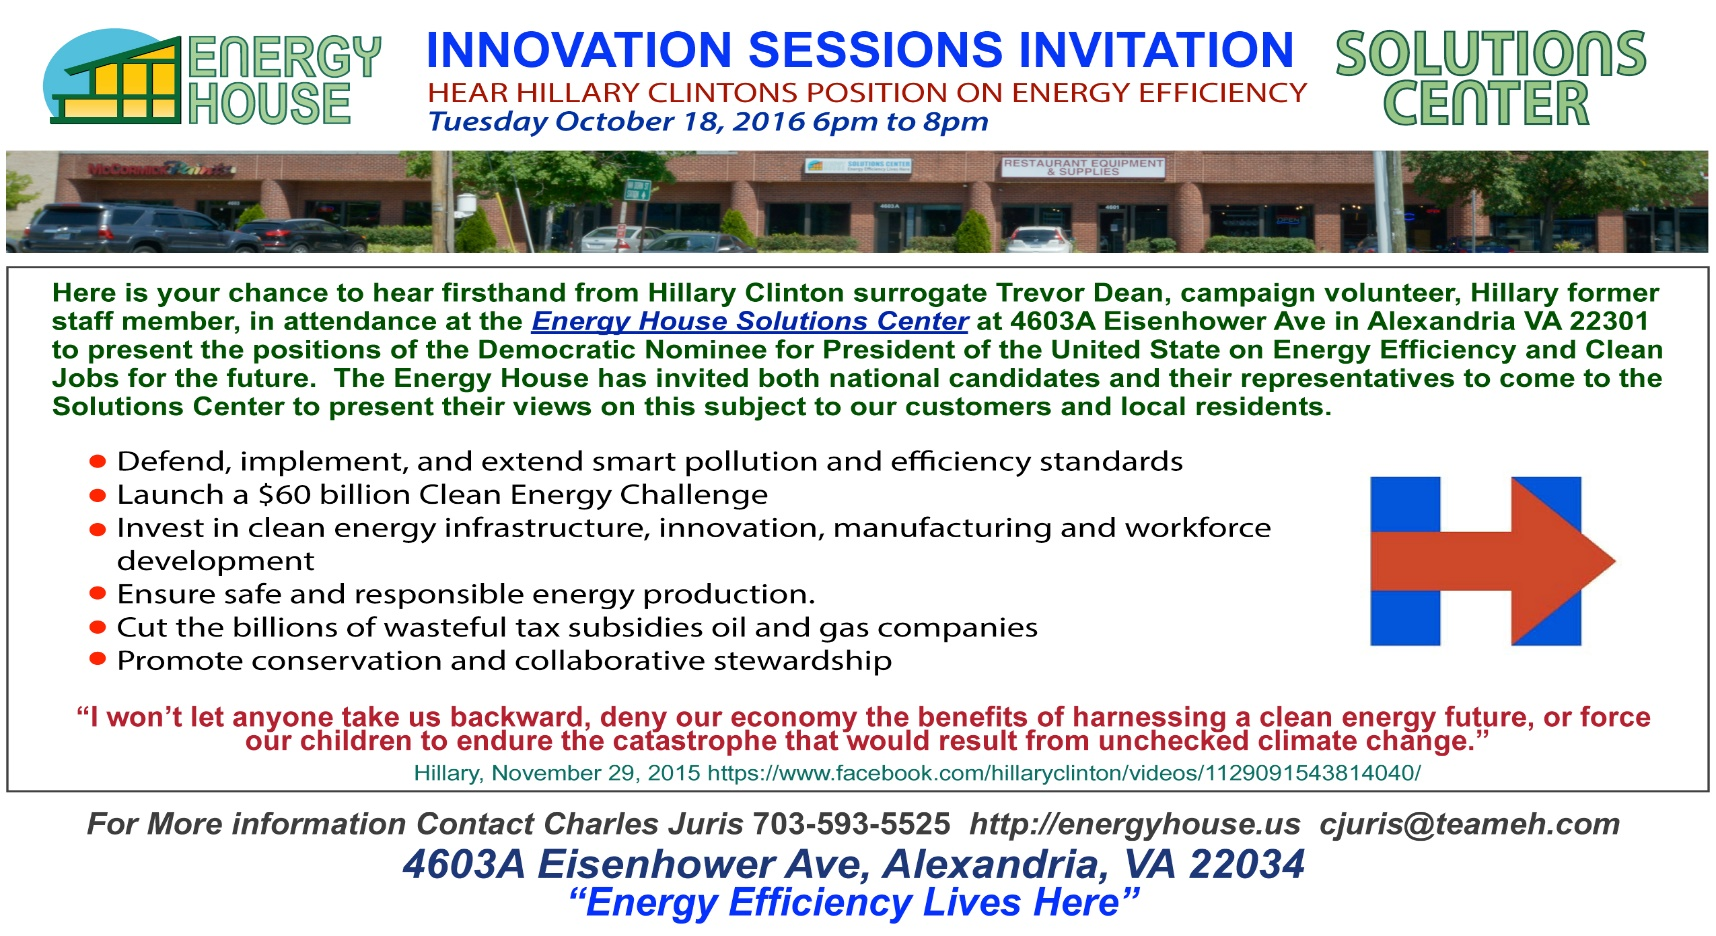 ENERGY
HOUSE
INNOVATION SESSIONS INVITATION
HEAR HILLARY CLINTONS POSITION ON ENERGY EFFICIENCY
Tuesday October 18, 2016 6pm to 8pm
SOLUTIONS
CENTER
McCormick Paints
SOLUTIONS CENTER
Energy Efficiency Lives Here
RESTAURANT EQUIPMENT
& SUPPLIES
4603 A
4601
OPEN
Here is your chance to hear firsthand from Hillary Clinton surrogate Trevor Dean, campaign volunteer, Hillary former
staff member, in attendance at the Energy House Solutions Center at 4603A Eisenhower Ave in Alexandria VA 22301
to present the positions of the Democratic Nominee for President of the United State on Energy Efficiency and Clean
Jobs for the future. The Energy House has invited both national candidates and their representatives to come to the
Solutions Center to present their views on this subject to our customers and local residents.
• Defend, implement, and extend smart pollution and efficiency standards
• Launch a $60 billion Clean Energy Challenge
• Invest in clean energy infrastructure, innovation, manufacturing and workforce
development
• Ensure safe and responsible energy production.
• Cut the billions of wasteful tax subsidies oil and gas companies
• Promote conservation and collaborative stewardship
“I won’t let anyone take us backward, deny our economy the benefits of harnessing a clean energy future, or force
our children to endure the catastrophe that would result from unchecked climate change.”
Hillary, November 29, 2015 https://www.facebook.com/hillaryclinton/videos/1129091543814040/
For More information Contact Charles Juris 703-593-5525 http://energyhouse.us cjuris@teameh.com
4603A Eisenhower Ave, Alexandria, VA 22034
“Energy Efficiency Lives Here”